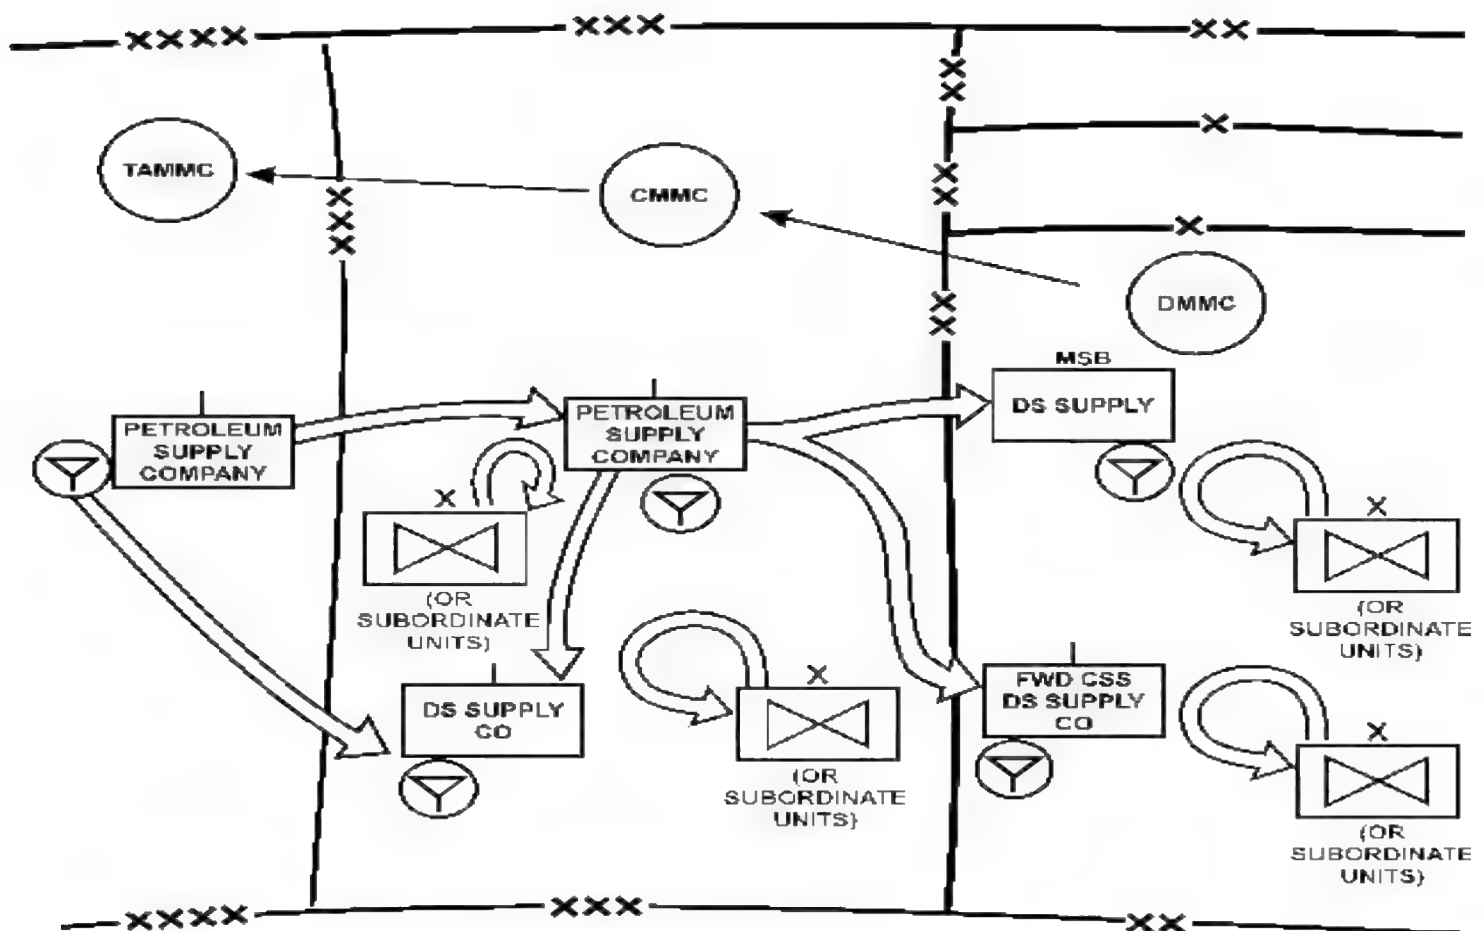 XXXX
XXX
XX
XX
X
TAMMC
CMMC
XX
XXX
X
DMMC
XX
MSB
DS SUPPLY
PETROLEUM
SUPPLY
COMPANY
PETROLEUM
SUPPLY
COMPANY
X
(OR
SUBORDINATE
UNITS)
X
(OR
SUBORDINATE
UNITS)
DS SUPPLY
CO
X
(OR
SUBORDINATE
UNITS)
FWD CSS
DS SUPPLY
CO
X
(OR
SUBORDINATE
UNITS)
XXXX
XXX
XX